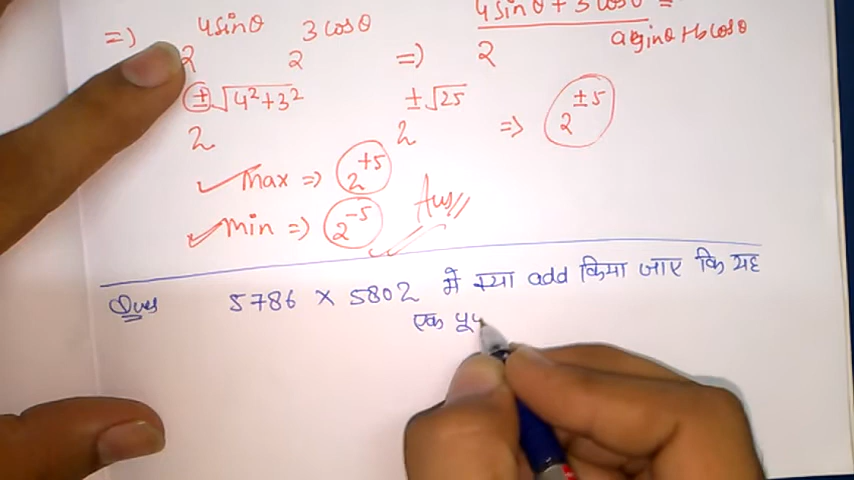 4sinθ + 3cosθ =
=> 2^4sinθ 2^3cosθ => 2 asinθ+bcosθ
2^±√4²+3² 2^±√25 => 2^±5
✓ Max => 2^+5
✓ Min => 2^-5 Ans
Ques 5786 × 5802 में क्या add किया जाए कि यह
एक पू